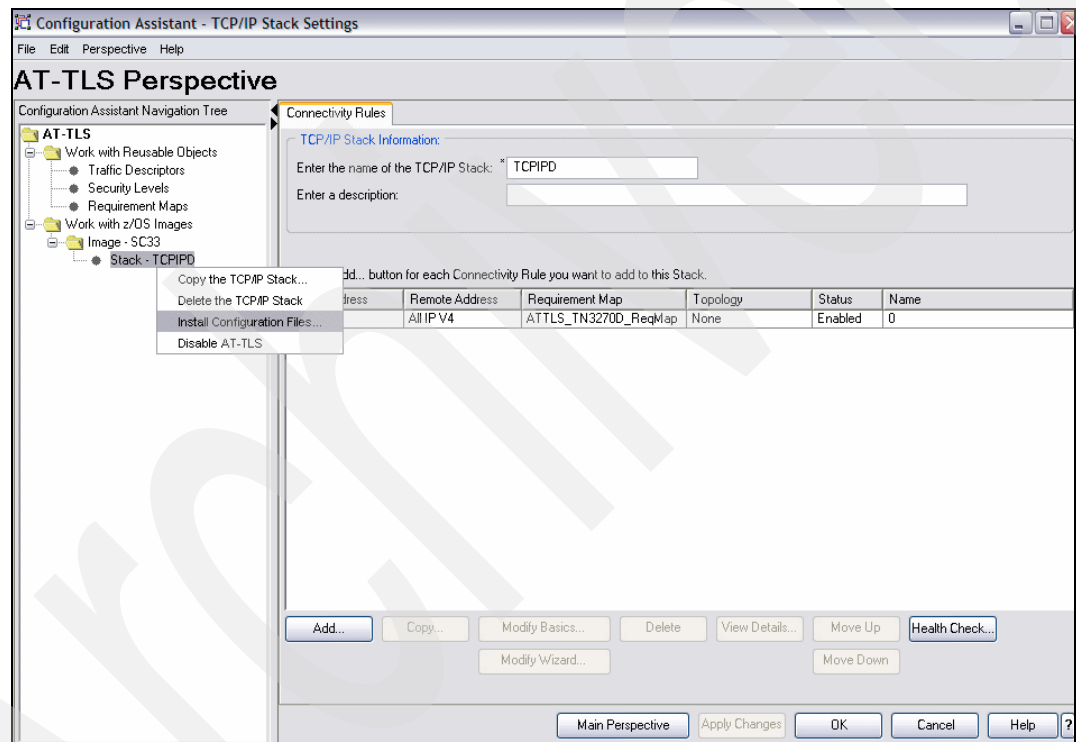 Configuration Assistant - TCP/IP Stack Settings
File Edit Perspective Help
AT-TLS Perspective
Configuration Assistant Navigation Tree
AT-TLS
Work with Reusable Objects
Traffic Descriptors
Security Levels
Requirement Maps
Work with z/OS Images
Image - SC33
Stack - TCPIPD
Copy the TCP/IP Stack...
Delete the TCP/IP Stack
Install Configuration Files...
Disable AT-TLS
Connectivity Rules
TCP/IP Stack Information:
Enter the name of the TCP/IP Stack: * TCPIPD
Enter a description:
dd... button for each Connectivity Rule you want to add to this Stack.
dress Remote Address Requirement Map Topology Status Name
All IP V4 ATTLS_TN3270D_ReqMap None Enabled 0
Add... Copy... Modify Basics... Delete View Details... Move Up Health Check...
Modify Wizard... Move Down
Main Perspective Apply Changes OK Cancel Help ?